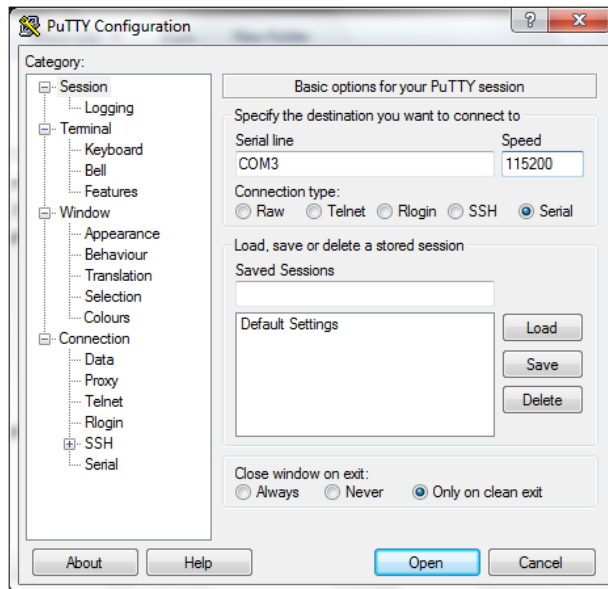 PuTTY Configuration
Category:
Session
Logging
Terminal
Keyboard
Bell
Features
Window
Appearance
Behaviour
Translation
Selection
Colours
Connection
Data
Proxy
Telnet
Rlogin
SSH
Serial
Basic options for your PuTTY session
Specify the destination you want to connect to
Serial line Speed
COM3 115200
Connection type:
Raw Telnet Rlogin SSH Serial
Load, save or delete a stored session
Saved Sessions
Default Settings
Load
Save
Delete
Close window on exit:
Always Never Only on clean exit
About Help Open Cancel